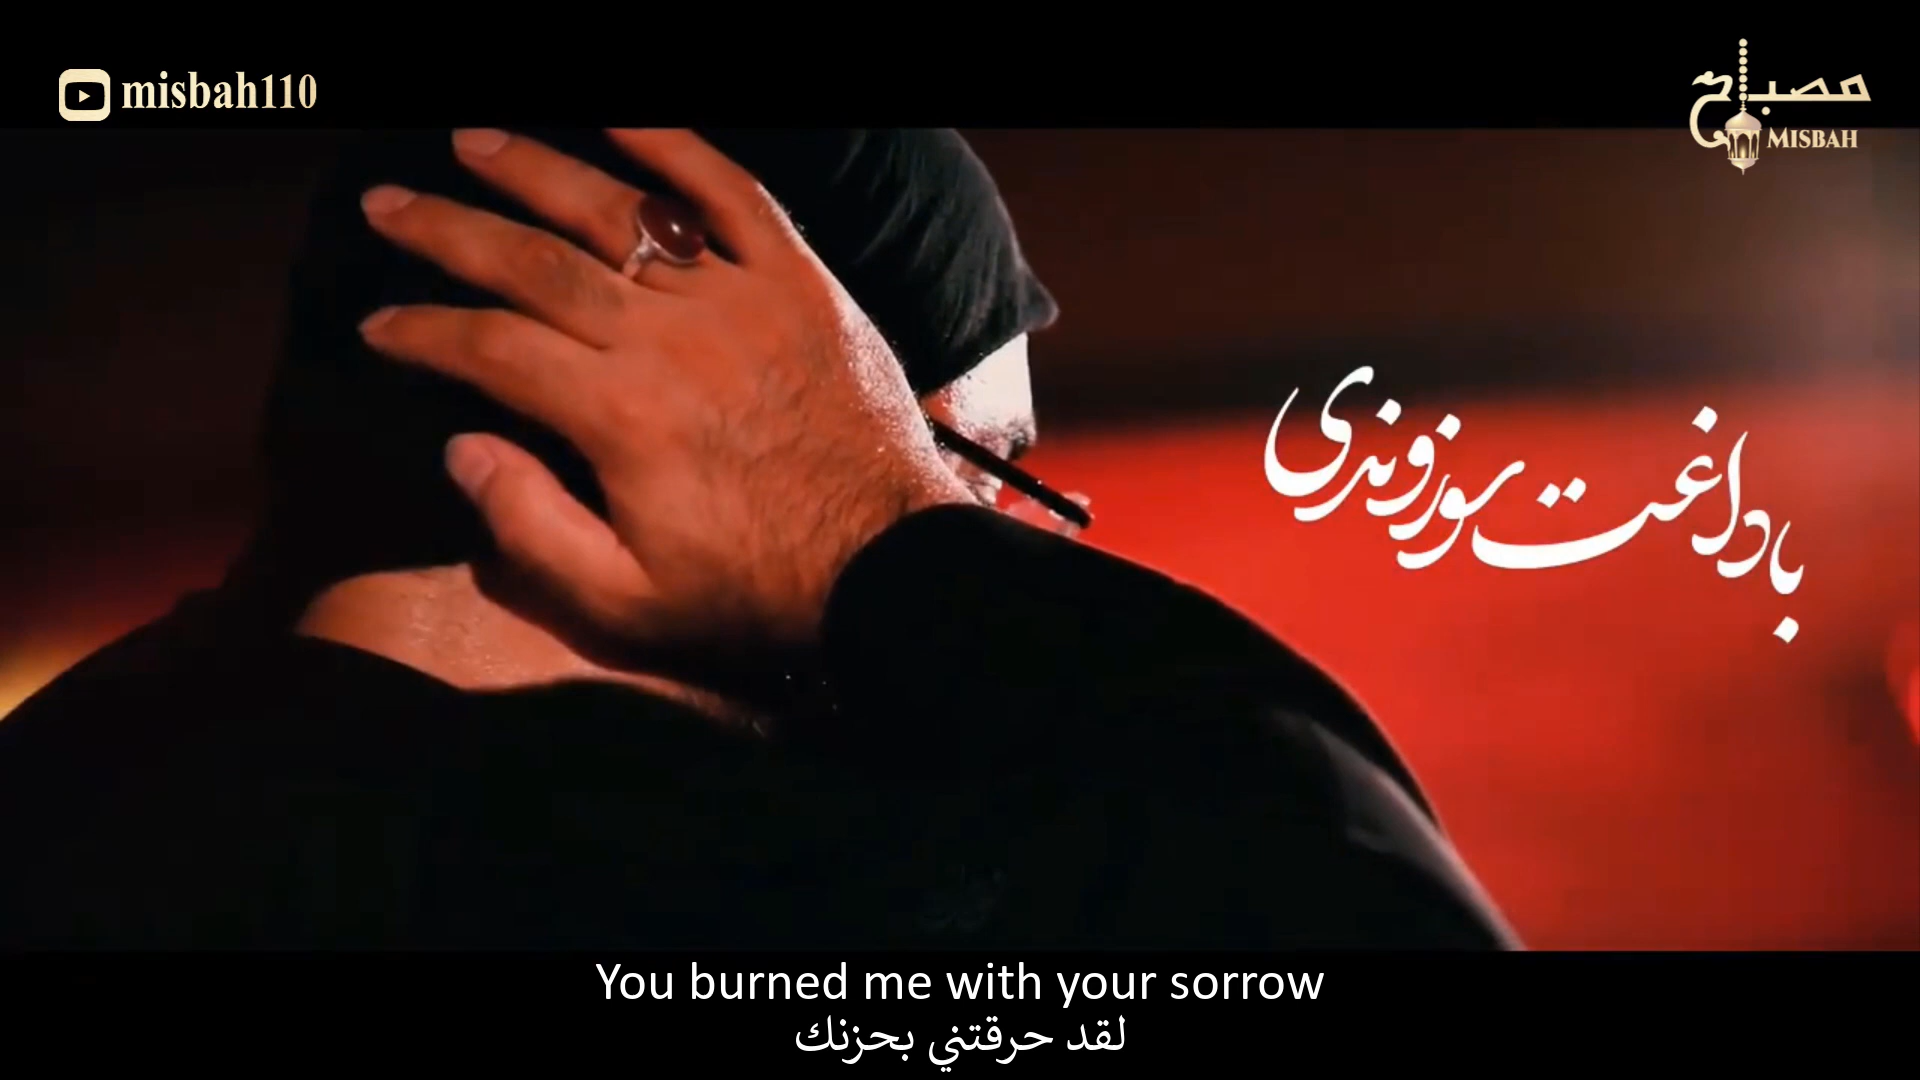 misbah110
مصباح
MISBAH
با داغت سوزوندی
You burned me with your sorrow
لقد حرقتني بحزنك